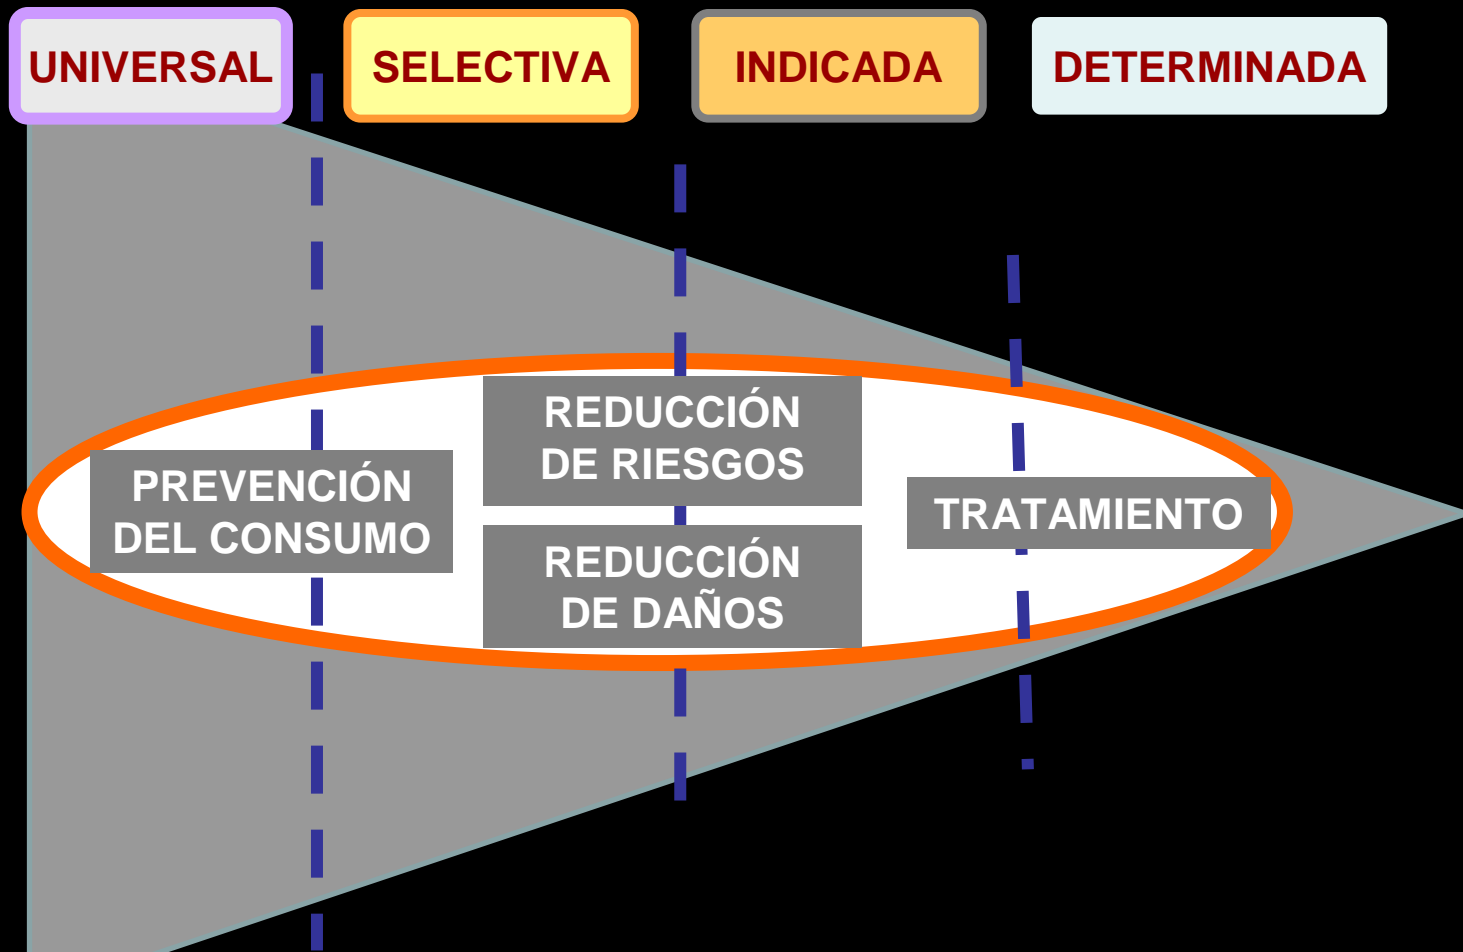 UNIVERSAL
SELECTIVA
INDICADA
DETERMINADA
PREVENCIÓN
DEL CONSUMO
REDUCCIÓN
DE RIESGOS
REDUCCIÓN
DE DAÑOS
TRATAMIENTO